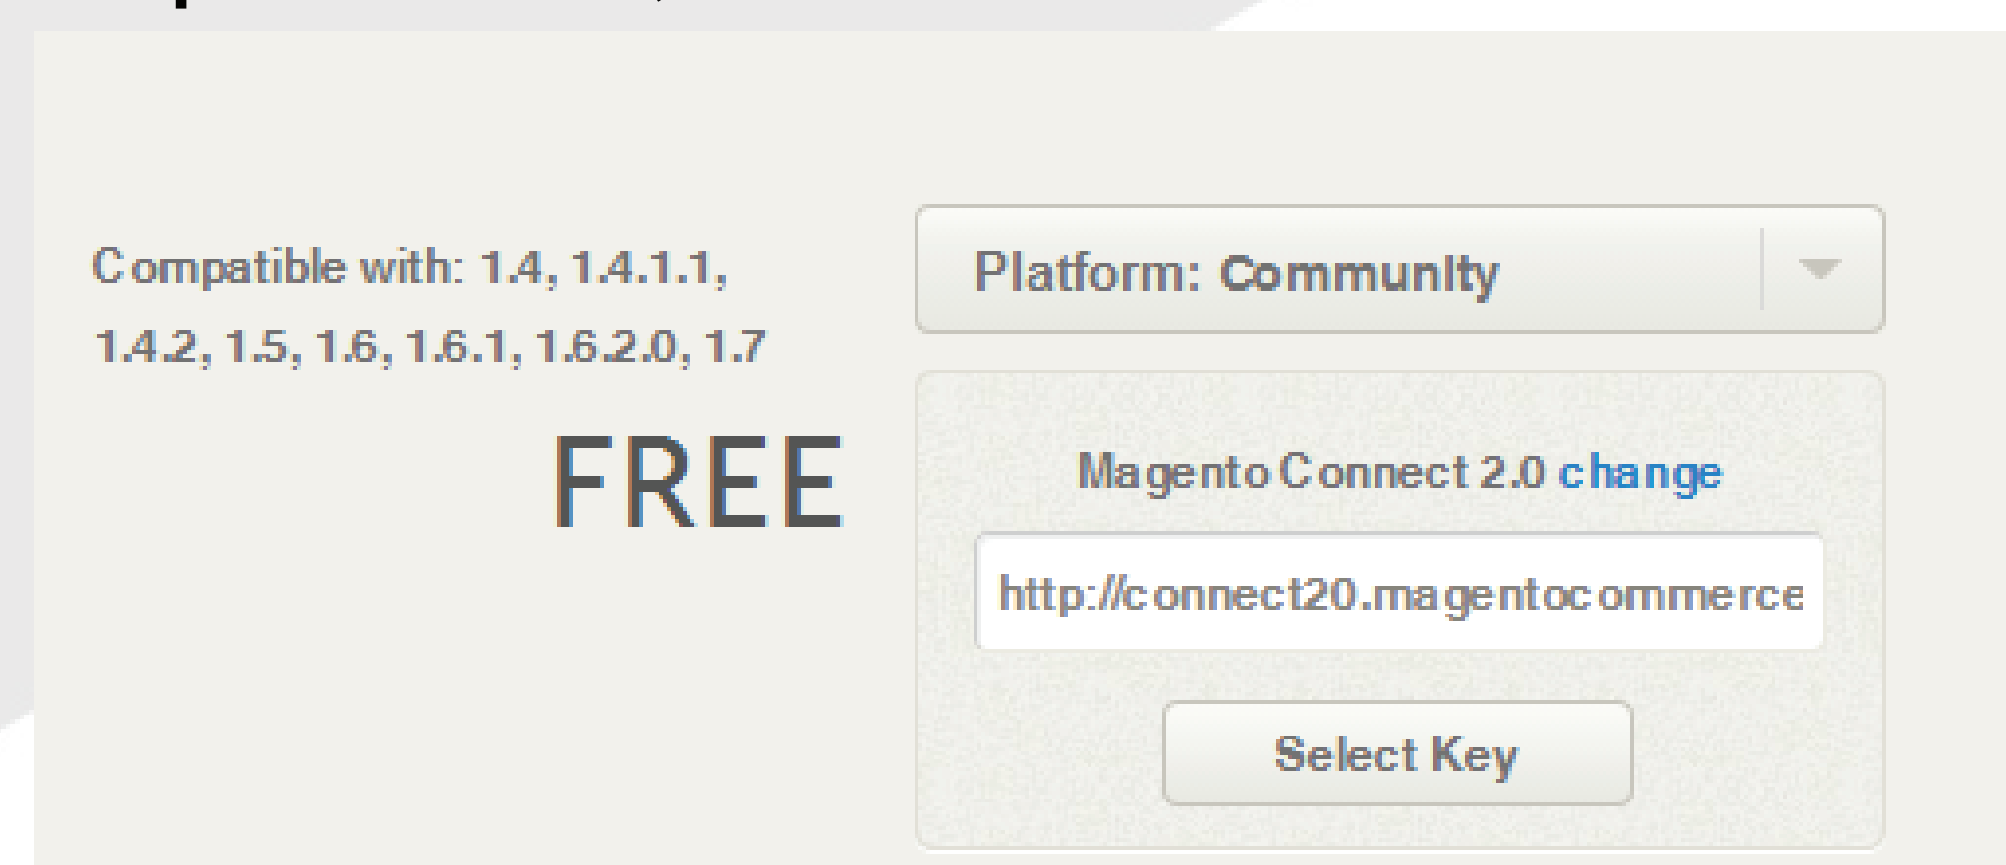 Compatible with: 1.4, 1.4.1.1,
1.4.2, 1.5, 1.6, 1.6.1, 1.6.2.0, 1.7
FREE
Platform: Community
Magento Connect 2.0 change
http://connect20.magentocommerce
Select Key